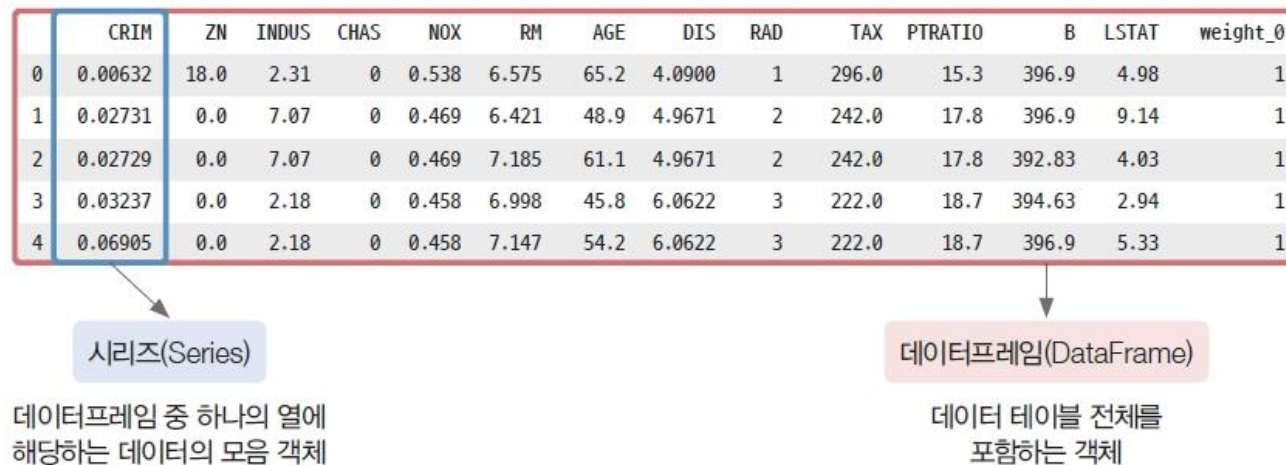 CRIM ZN INDUS CHAS NOX RM AGE DIS RAD TAX PTRATIO B LSTAT weight_0
0 0.00632 18.0 2.31 0 0.538 6.575 65.2 4.0900 1 296.0 15.3 396.9 4.98 1
1 0.02731 0.0 7.07 0 0.469 6.421 48.9 4.9671 2 242.0 17.8 396.9 9.14 1
2 0.02729 0.0 7.07 0 0.469 7.185 61.1 4.9671 2 242.0 17.8 392.83 4.03 1
3 0.03237 0.0 2.18 0 0.458 6.998 45.8 6.0622 3 222.0 18.7 394.63 2.94 1
4 0.06905 0.0 2.18 0 0.458 7.147 54.2 6.0622 3 222.0 18.7 396.9 5.33 1
시리즈(Series)
데이터프레임 중 하나의 열에
해당하는 데이터의 모음 객체
데이터프레임(DataFrame)
데이터 테이블 전체를
포함하는 객체